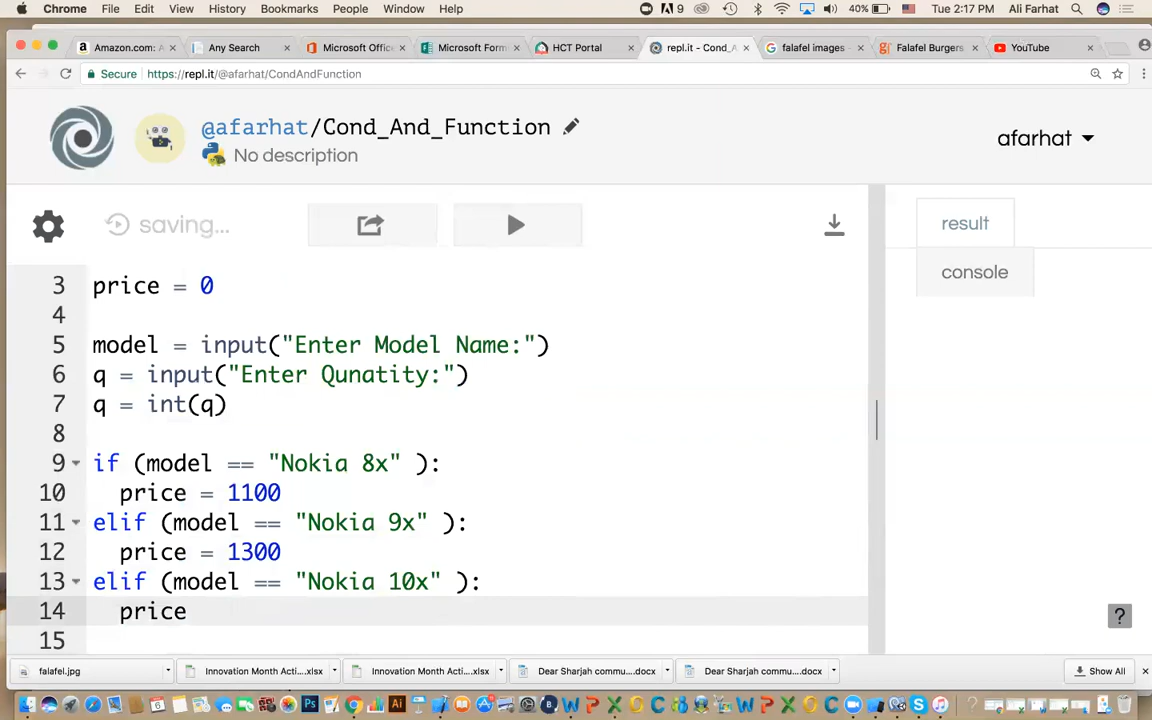 Chrome File Edit View History Bookmarks People Window Help 9 40% Tue 2:17 PM Ali Farhat
Amazon.com: A Any Search Microsoft Offic Microsoft Form HCT Portal repl.it - Cond_A falafel images - Falafel Burgers YouTube
Secure https://repl.it/@afarhat/CondAndFunction
@afarhat/Cond_And_Function
No description
afarhat
saving...
result
console
3 price = 0
4
5 model = input("Enter Model Name:")
6 q = input("Enter Qunatity:")
7 q = int(q)
8
9 if (model == "Nokia 8x" ):
10 price = 1100
11 elif (model == "Nokia 9x" ):
12 price = 1300
13 elif (model == "Nokia 10x" ):
14 price
15
?
falafel.jpg Innovation Month Acti....xlsx Innovation Month Acti....xlsx Dear Sharjah commu....docx Dear Sharjah commu....docx Show All